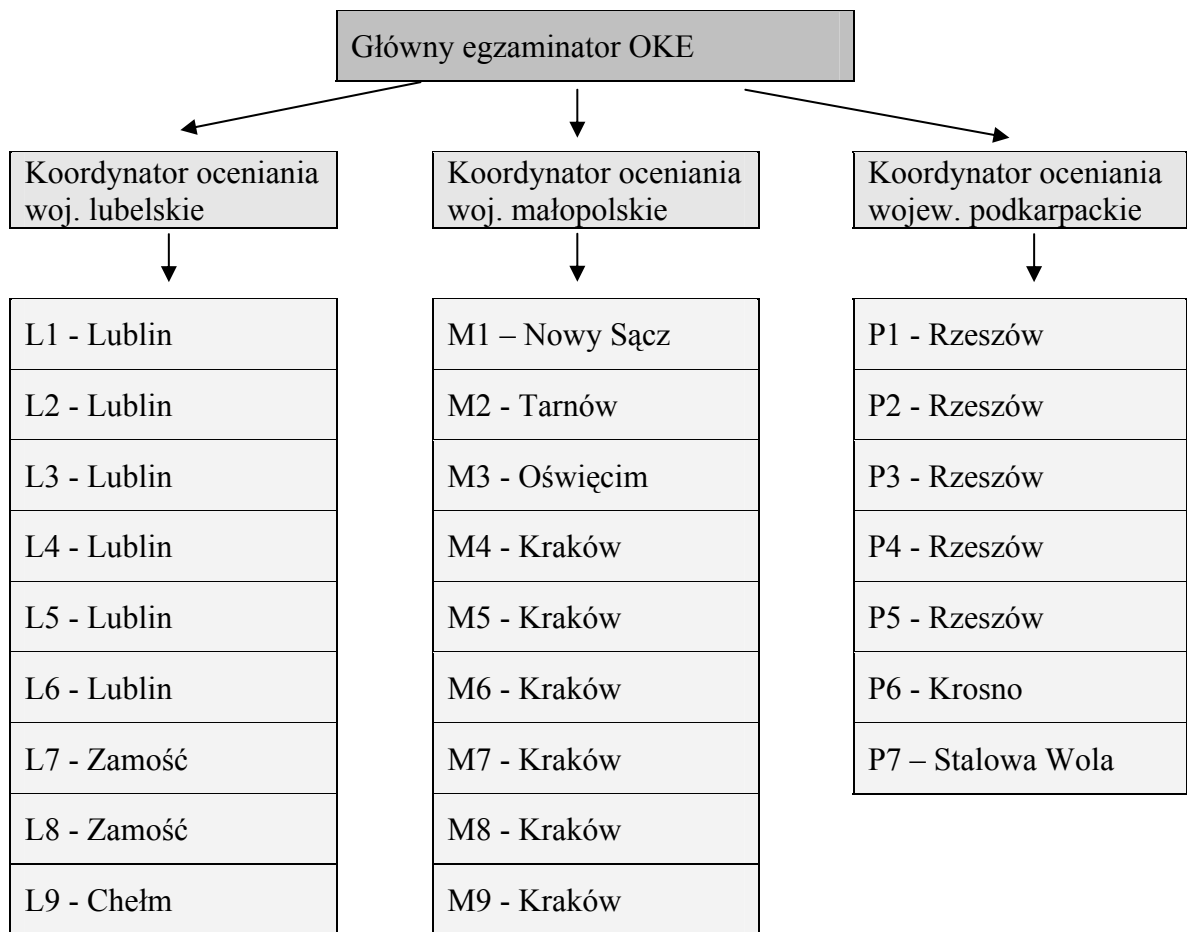 Główny egzaminator OKE
Koordynator oceniania
woj. lubelskie
Koordynator oceniania
woj. małopolskie
Koordynator oceniania
wojew. podkarpackie
L1 - Lublin
L2 - Lublin
L3 - Lublin
L4 - Lublin
L5 - Lublin
L6 - Lublin
L7 - Zamość
L8 - Zamość
L9 - Chełm
M1 – Nowy Sącz
M2 - Tarnów
M3 - Oświęcim
M4 - Kraków
M5 - Kraków
M6 - Kraków
M7 - Kraków
M8 - Kraków
M9 - Kraków
P1 - Rzeszów
P2 - Rzeszów
P3 - Rzeszów
P4 - Rzeszów
P5 - Rzeszów
P6 - Krosno
P7 – Stalowa Wola